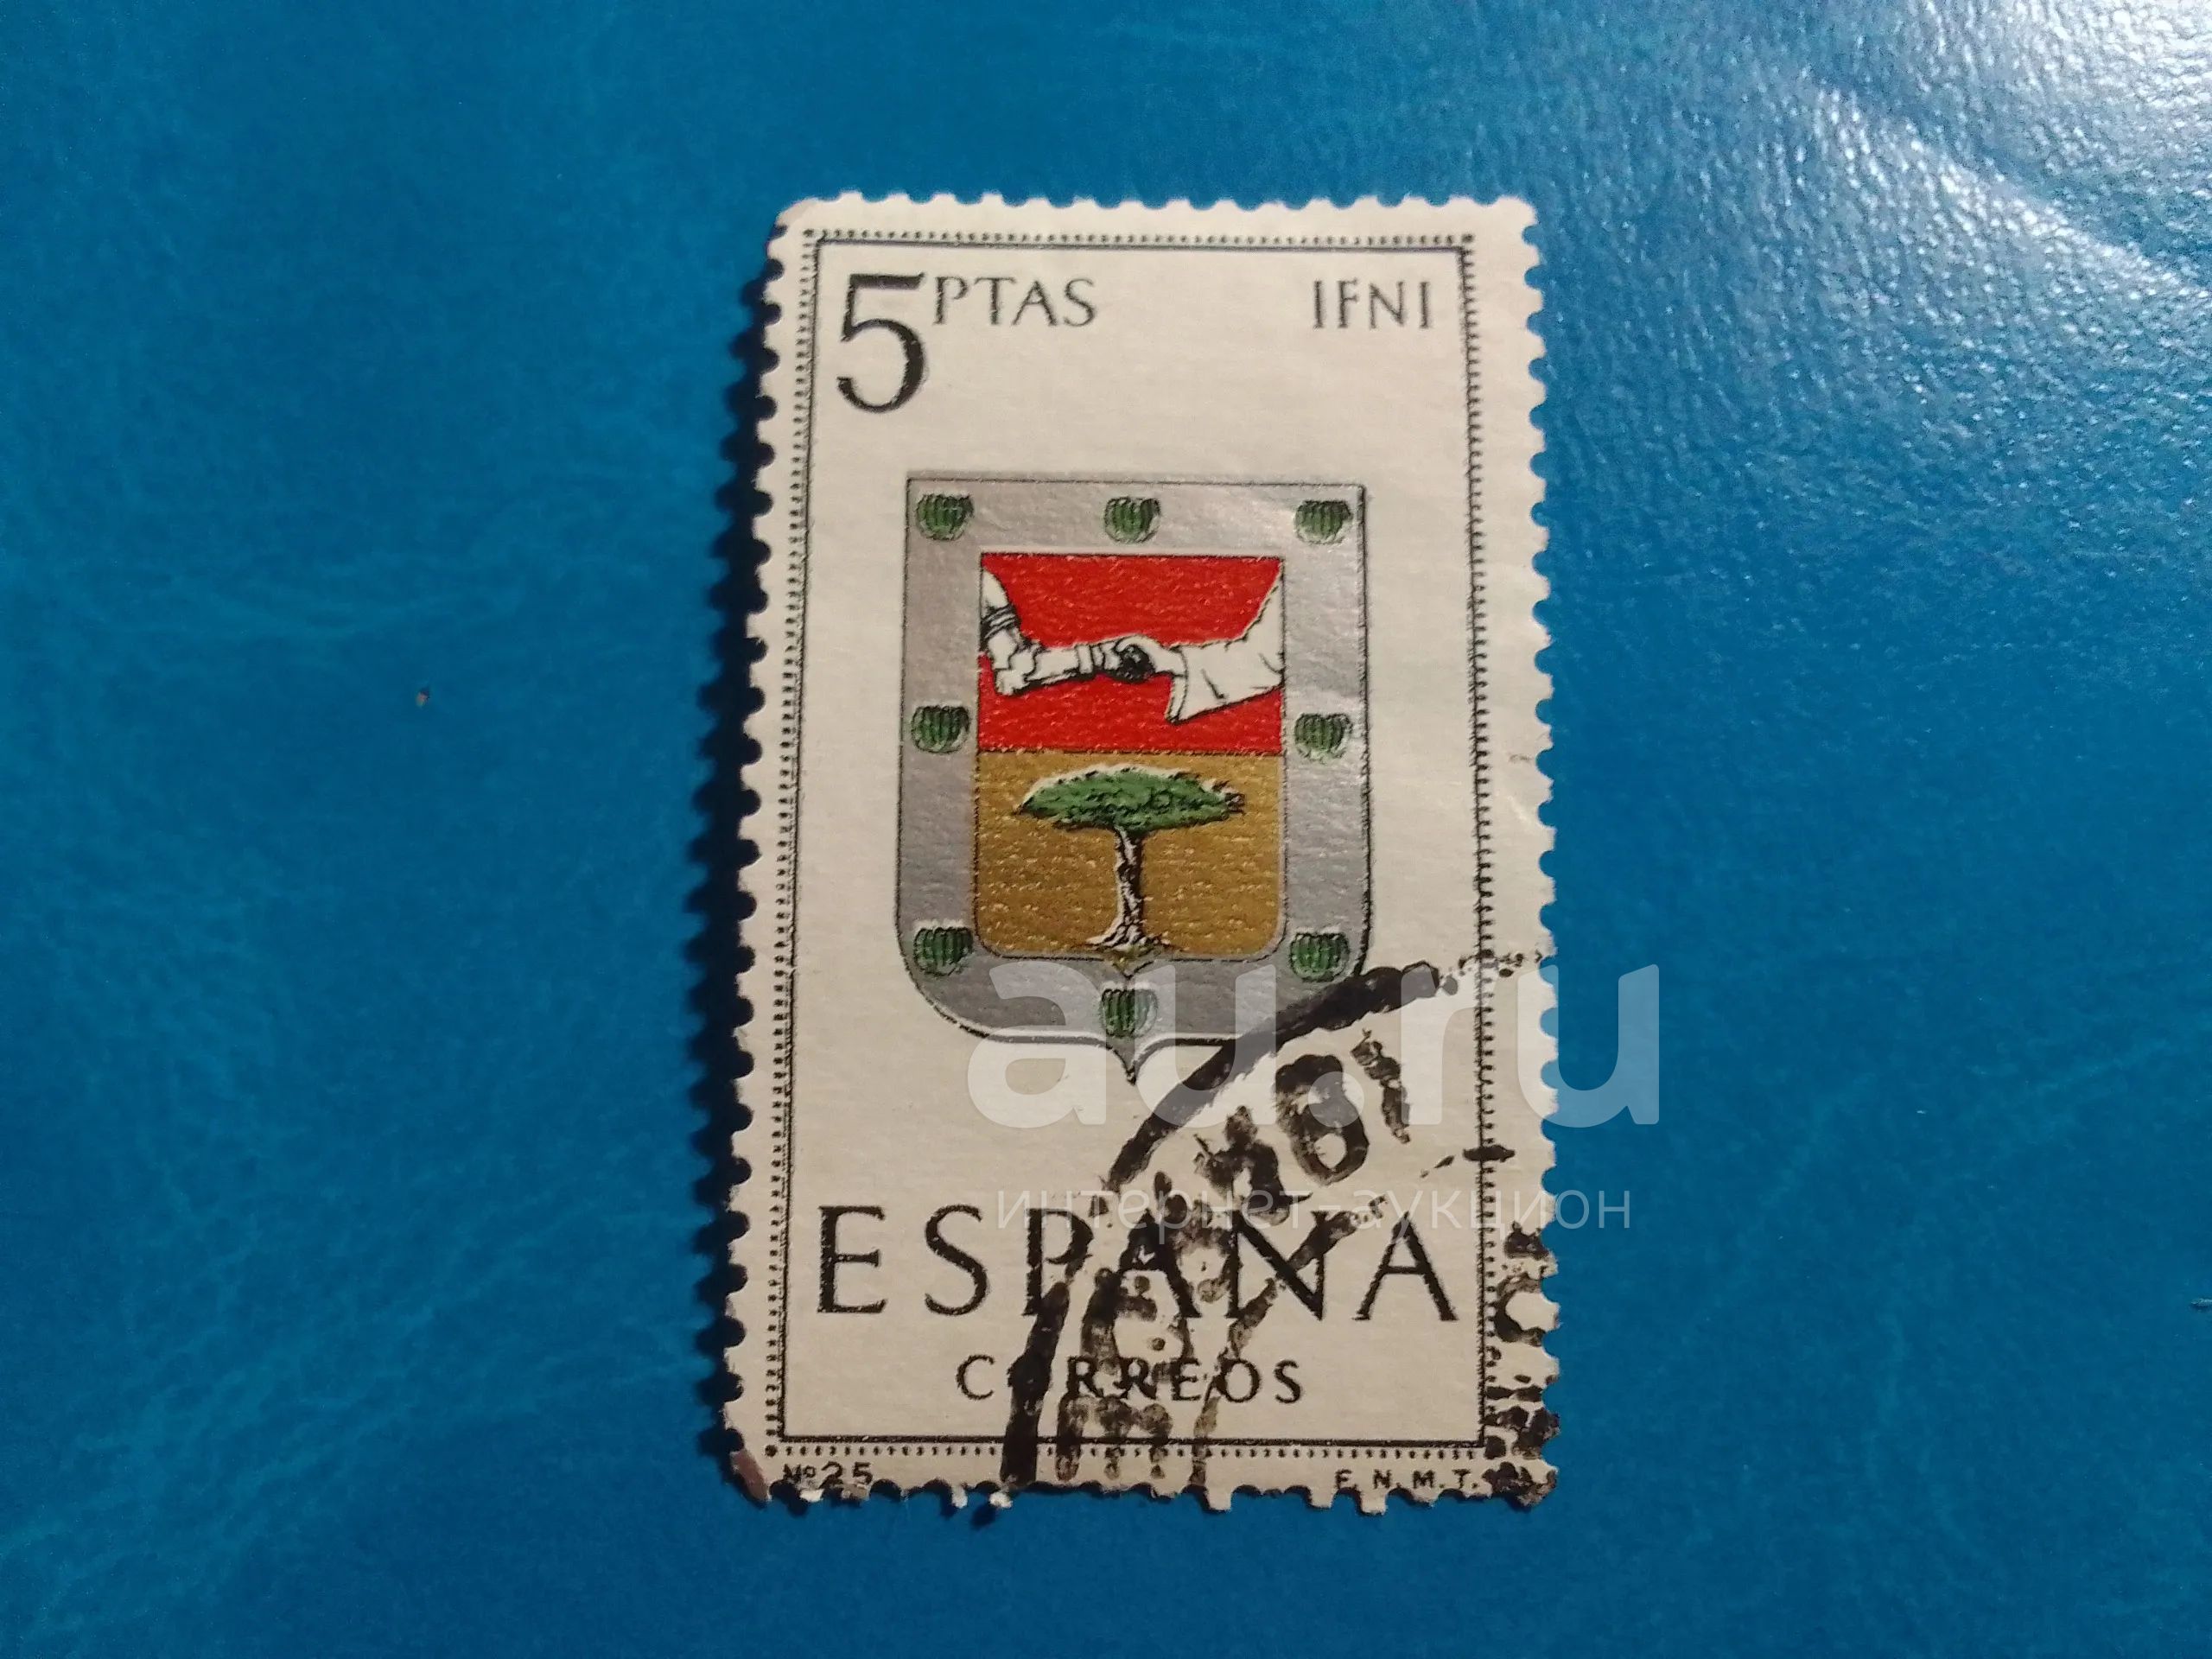 5 PTAS IFNI
au.ru
интернет-аукцион
ESPAÑA
CORREOS
Nº 25 F.N.M.T.